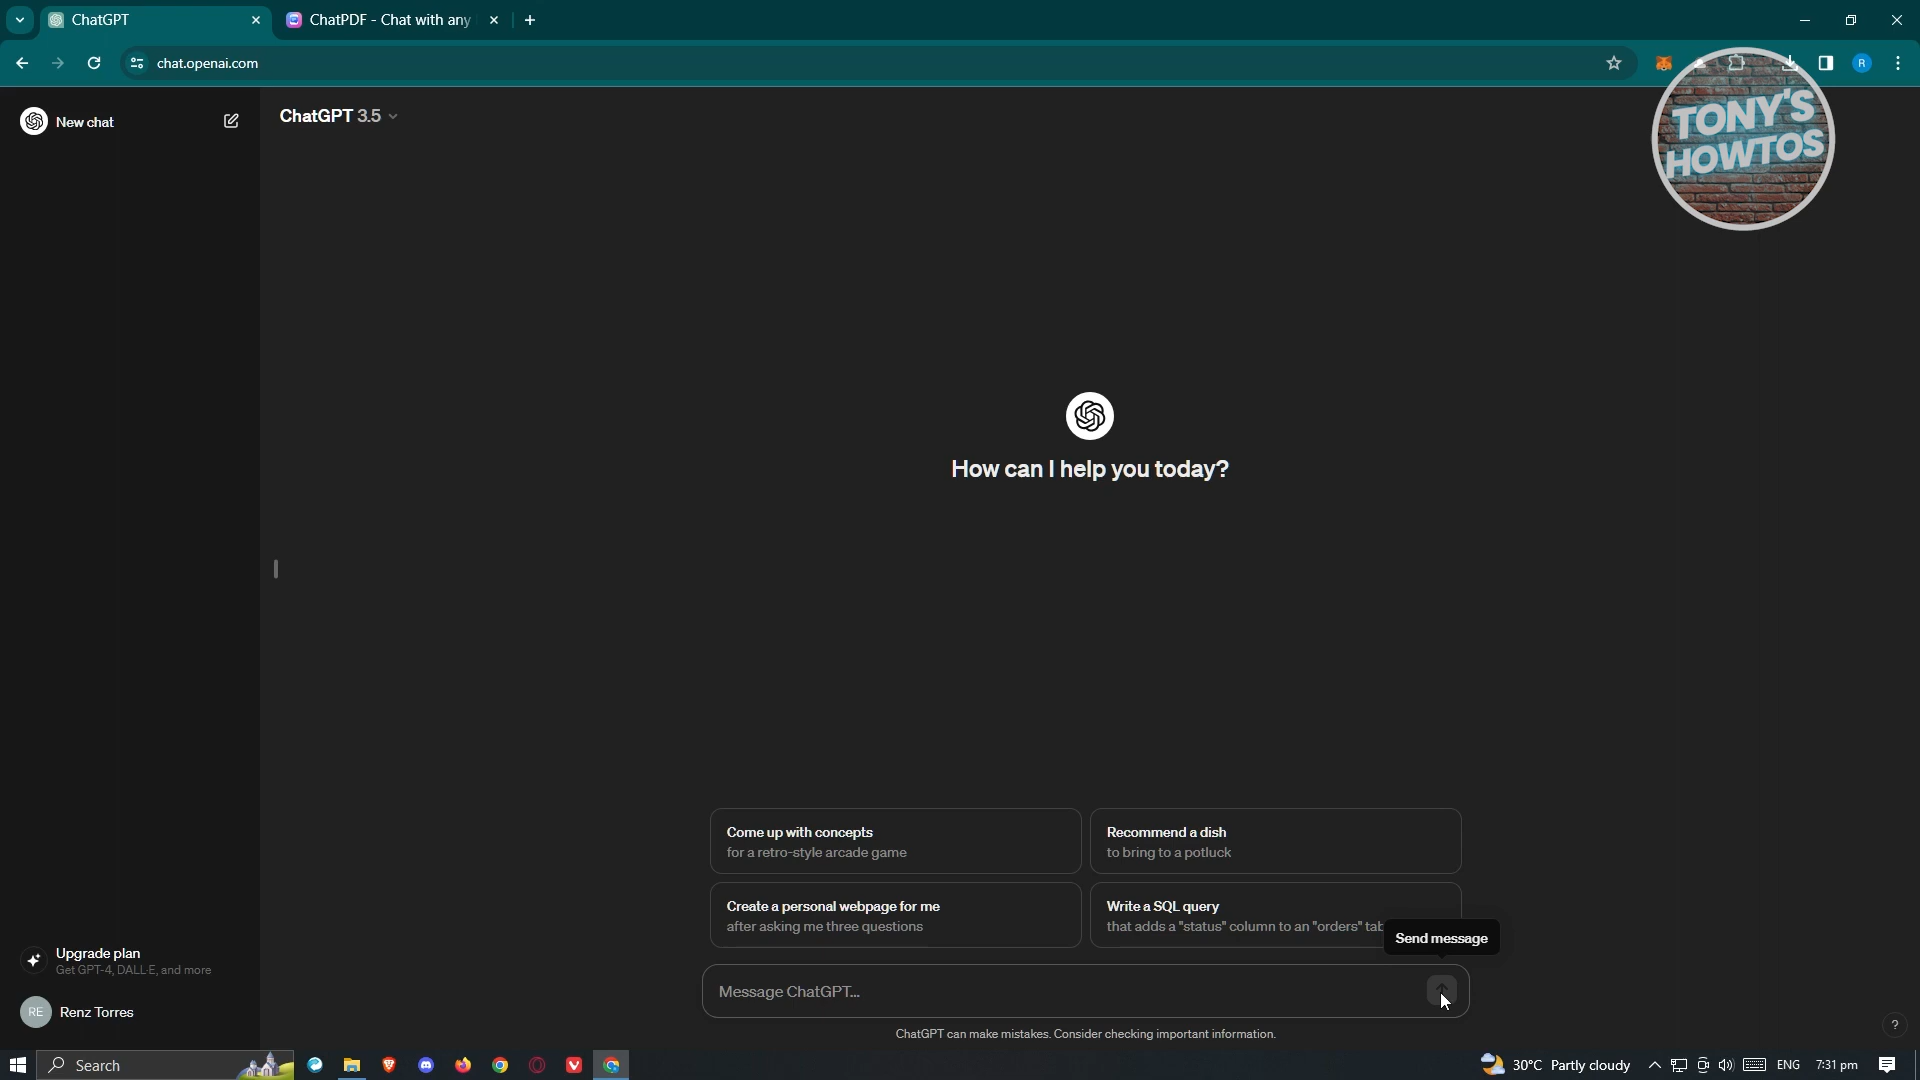 ChatGPT
ChatPDF - Chat with any
chat.openai.com
R
TONY'S
HOWTOS
New chat
ChatGPT 3.5
How can I help you today?
Come up with concepts
for a retro-style arcade game
Recommend a dish
to bring to a potluck
Create a personal webpage for me
after asking me three questions
Write a SQL query
that adds a "status" column to an "orders"
Send message
Upgrade plan
Get GPT-4, DALL·E, and more
Message ChatGPT...
RE
Renz Torres
ChatGPT can make mistakes. Consider checking important information.
?
Search
30°C Partly cloudy
ENG
7:31 pm